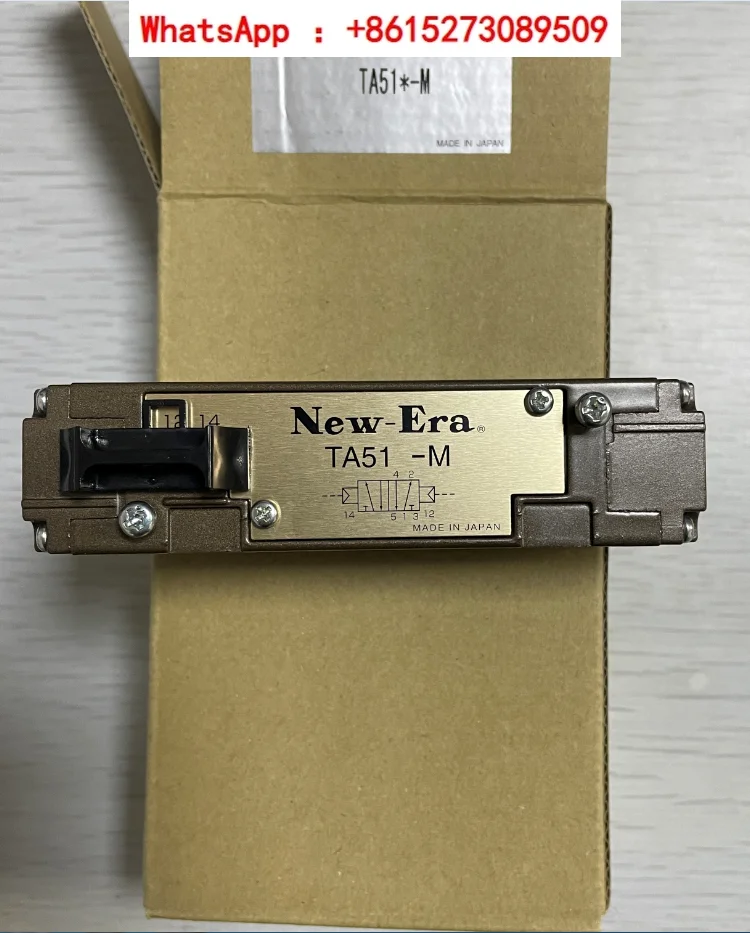 WhatsApp : +8615273089509
TA51*-M
MADE IN JAPAN
12 14
New-Era®
TA51 -M
4 2
14 5 1 3 12
MADE IN JAPAN